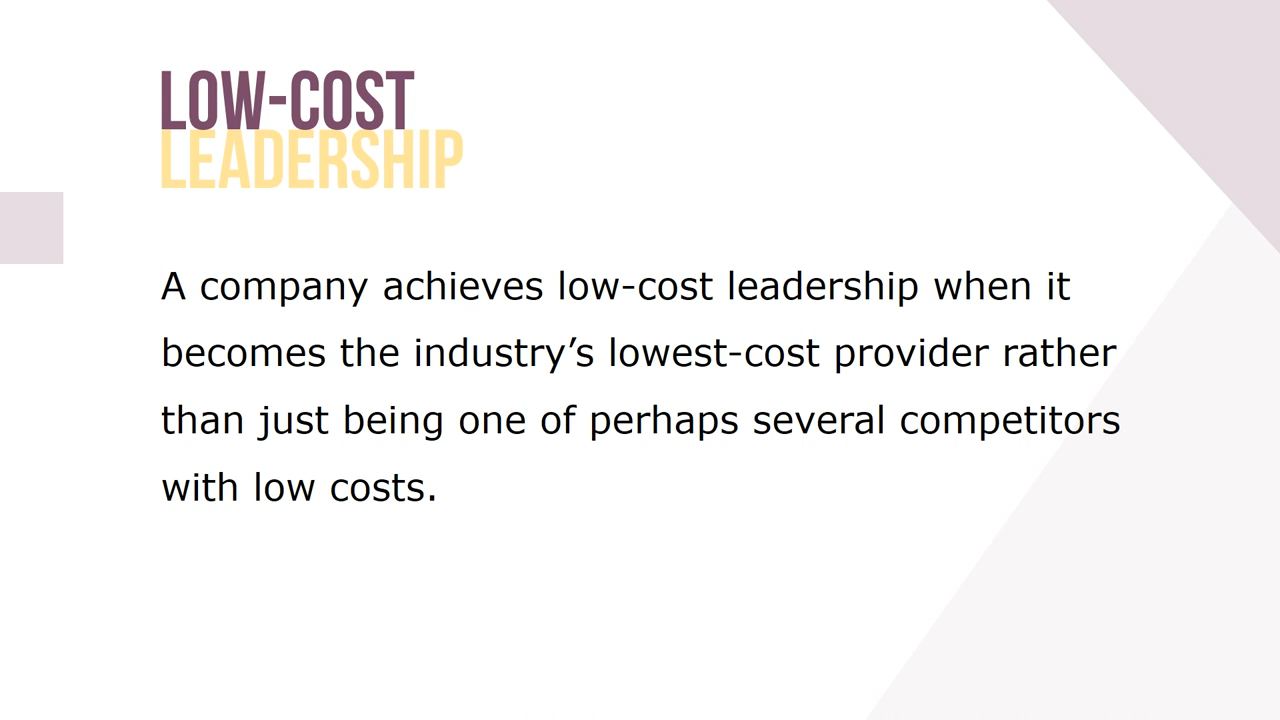 LOW-COST
LEADERSHIP
A company achieves low-cost leadership when it
becomes the industry’s lowest-cost provider rather
than just being one of perhaps several competitors
with low costs.